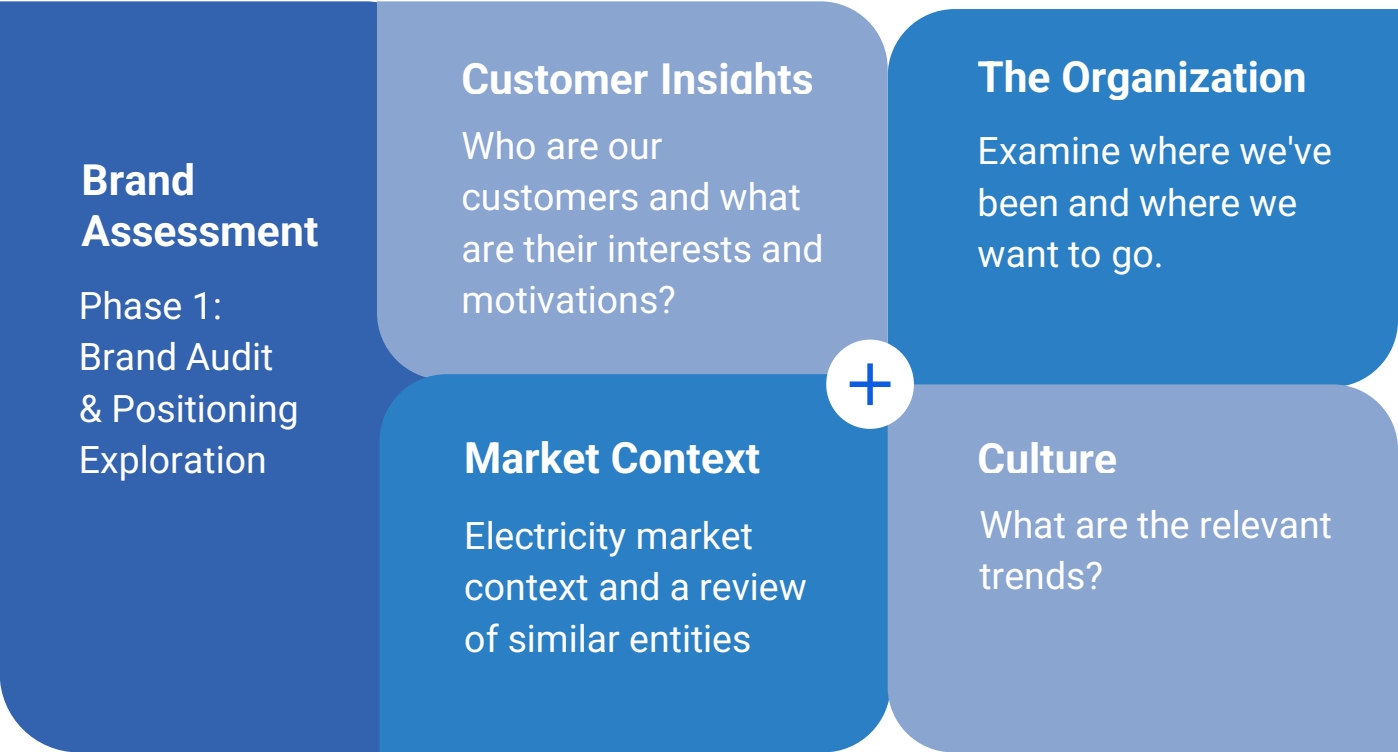 Brand
Assessment
Phase 1:
Brand Audit
& Positioning
Exploration
Customer Insights
Who are our
customers and what
are their interests and
motivations?
The Organization
Examine where we've
been and where we
want to go.
Market Context
Electricity market
context and a review
of similar entities
+
Culture
What are the relevant
trends?